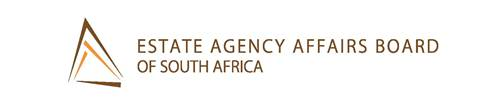 ESTATE AGENCY AFFAIRS BOARD
OF SOUTH AFRICA